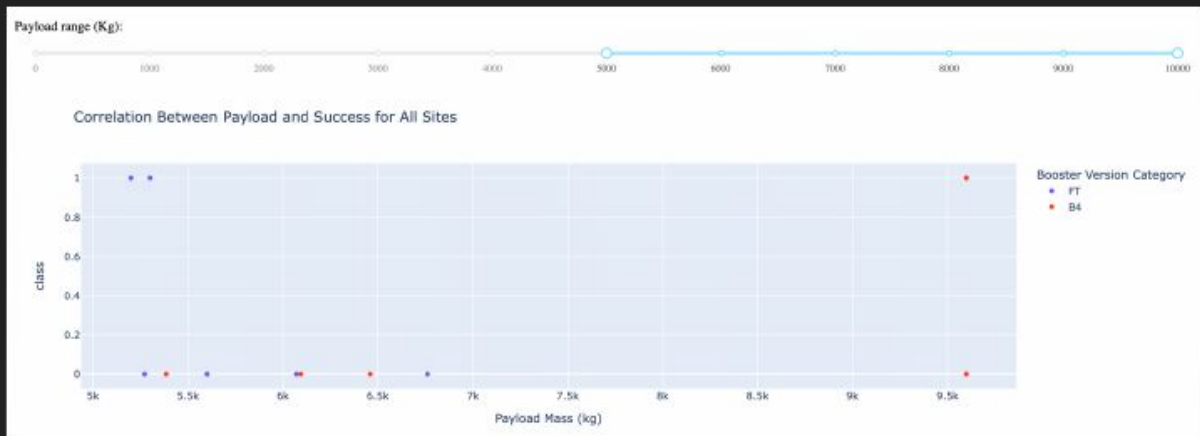 Payload range (Kg):
0 1000 2000 3000 4000 5000 6000 7000 8000 9000 10000
Correlation Between Payload and Success for All Sites
Booster Version Category
FT
B4
class
1
0.8
0.6
0.4
0.2
0
5k 5.5k 6k 6.5k 7k 7.5k 8k 8.5k 9k 9.5k
Payload Mass (kg)